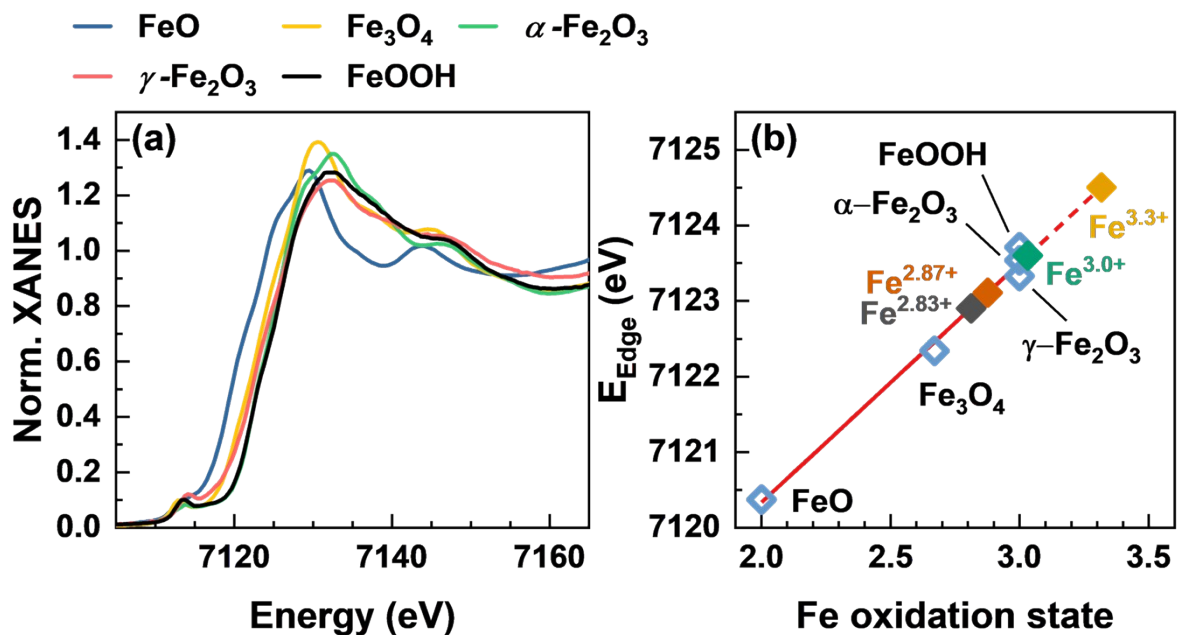 FeO Fe₃O₄ α-Fe₂O₃
γ-Fe₂O₃ FeOOH
(a)
Norm. XANES
1.4
1.2
1.0
0.8
0.6
0.4
0.2
0.0
7120 7140 7160
Energy (eV)
(b)
E_Edge (eV)
7125
7124
7123
7122
7121
7120
FeOOH
α–Fe₂O₃
Fe³·³⁺
Fe³·⁰⁺
Fe²·⁸⁷⁺
Fe²·⁸³⁺
γ–Fe₂O₃
Fe₃O₄
FeO
2.0 2.5 3.0 3.5
Fe oxidation state